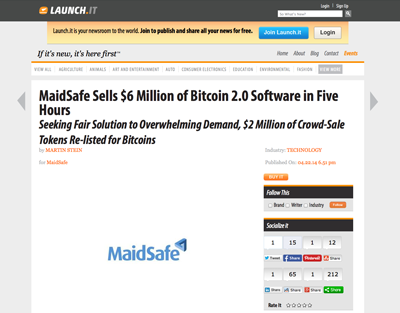 LAUNCH.IT
Login | Sign Up
So What's New?
Launch.it is your newsroom to the world. Join to publish and share all your news for free.
Join Launch.it
Login
If it's new, it's here first™
Home About Blog Contact Events
VIEW ALL AGRICULTURE ANIMALS ART AND ENTERTAINMENT AUTO CONSUMER ELECTRONICS EDUCATION ENVIRONMENTAL FASHION VIEW MORE
MaidSafe Sells $6 Million of Bitcoin 2.0 Software in Five
Hours
Seeking Fair Solution to Overwhelming Demand, $2 Million of Crowd-Sale
Tokens Re-listed for Bitcoins
by MARTIN STEIN
Industry: TECHNOLOGY
for MaidSafe
Published On: 04.22.14 6:51 pm
BUZZ IT
Follow This
Brand Writer Industry Follow
Socialize it
1 15 1 12
Tweet Share Pinterest Share
1 65 1 212
Share Share Share Share
Rate It
MaidSafe